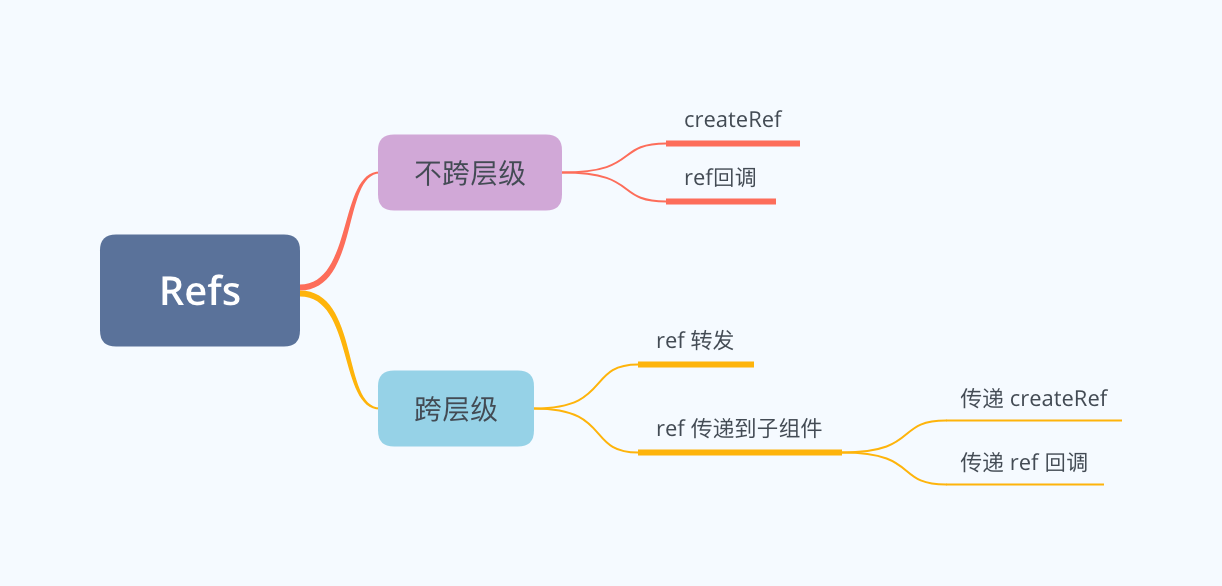 Refs
不跨层级
createRef
ref回调
跨层级
ref 转发
ref 传递到子组件
传递 createRef
传递 ref 回调